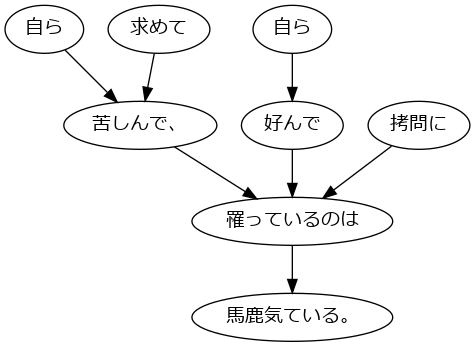 自ら 求めて 自ら
苦しんで、 好んで 拷問に
罹っているのは
馬鹿気ている。